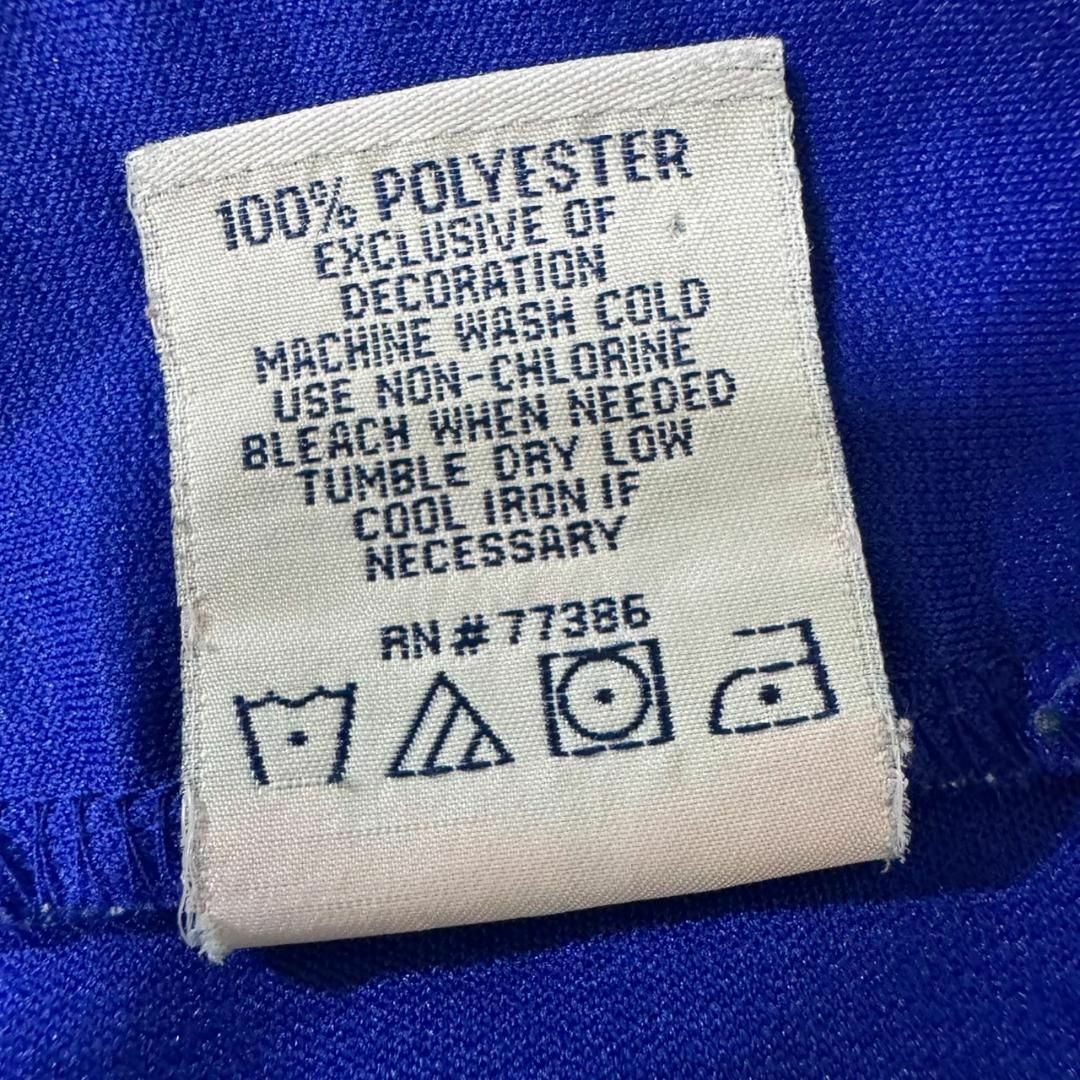 100% POLYESTER
EXCLUSIVE OF
DECORATION
MACHINE WASH COLD
USE NON-CHLORINE
BLEACH WHEN NEEDED
TUMBLE DRY LOW
COOL IRON IF
NECESSARY
RN # 77386